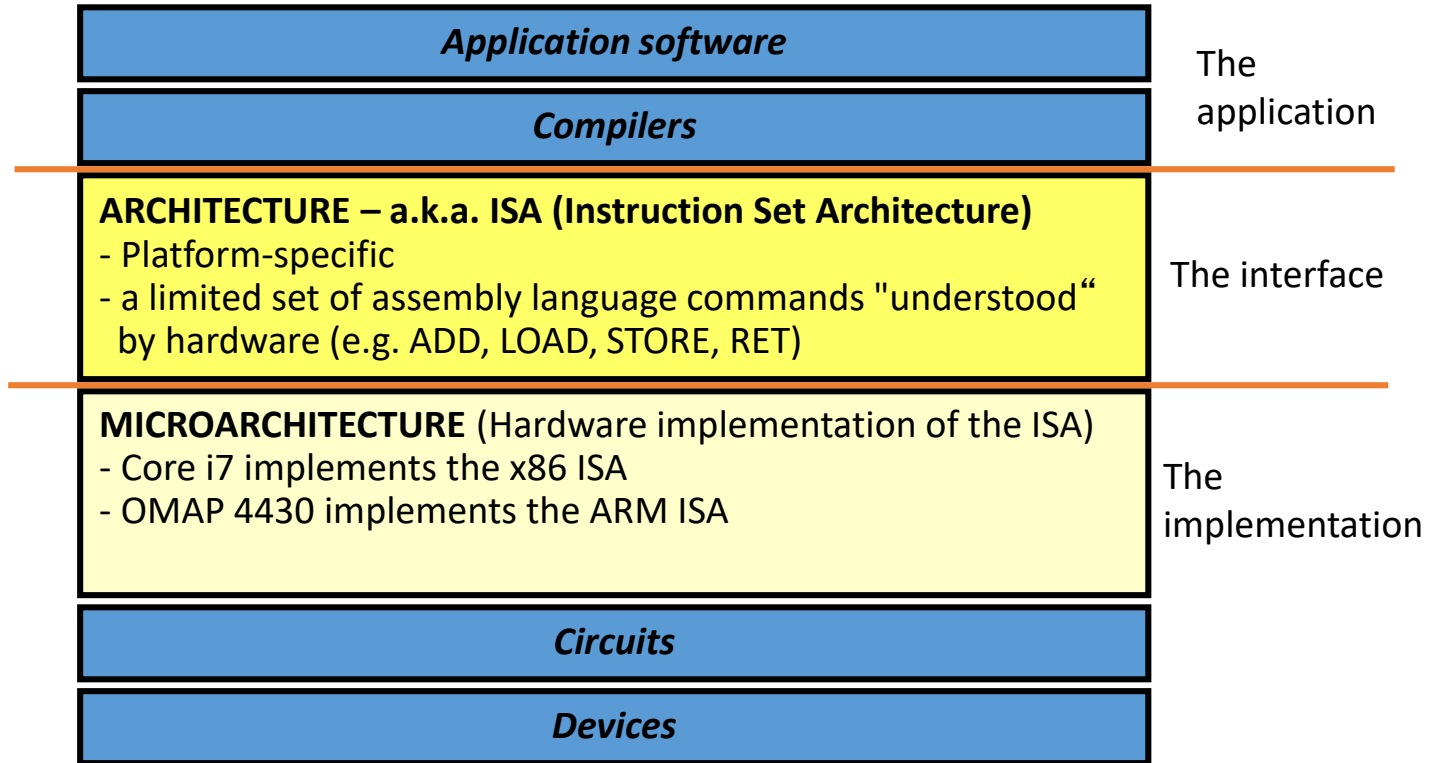 Application software
The
application
Compilers
ARCHITECTURE – a.k.a. ISA (Instruction Set Architecture)
- Platform-specific
- a limited set of assembly language commands "understood“
by hardware (e.g. ADD, LOAD, STORE, RET)
The interface
MICROARCHITECTURE (Hardware implementation of the ISA)
- Core i7 implements the x86 ISA
- OMAP 4430 implements the ARM ISA
The
implementation
Circuits
Devices